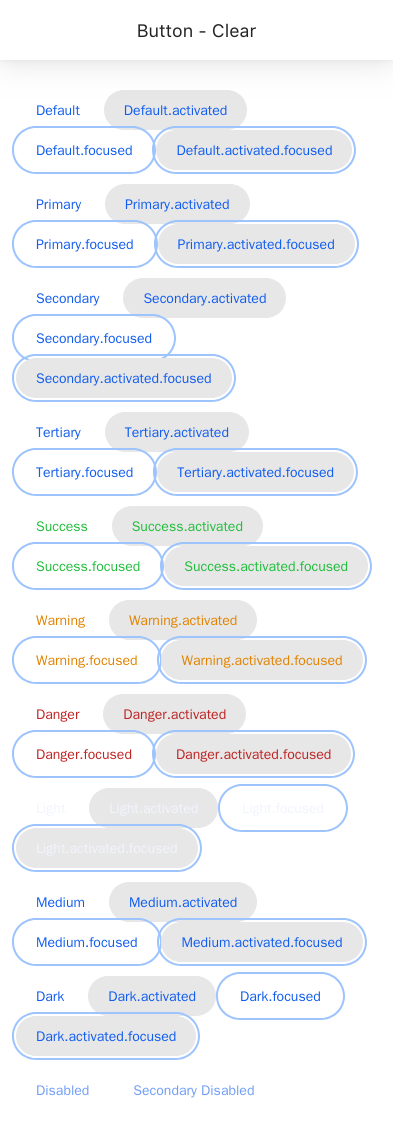 Button - Clear
Default Default.activated
Default.focused Default.activated.focused
Primary Primary.activated
Primary.focused Primary.activated.focused
Secondary Secondary.activated
Secondary.focused
Secondary.activated.focused
Tertiary Tertiary.activated
Tertiary.focused Tertiary.activated.focused
Success Success.activated
Success.focused Success.activated.focused
Warning Warning.activated
Warning.focused Warning.activated.focused
Danger Danger.activated
Danger.focused Danger.activated.focused
Light Light.activated Light.focused
Light.activated.focused
Medium Medium.activated
Medium.focused Medium.activated.focused
Dark Dark.activated Dark.focused
Dark.activated.focused
Disabled Secondary Disabled